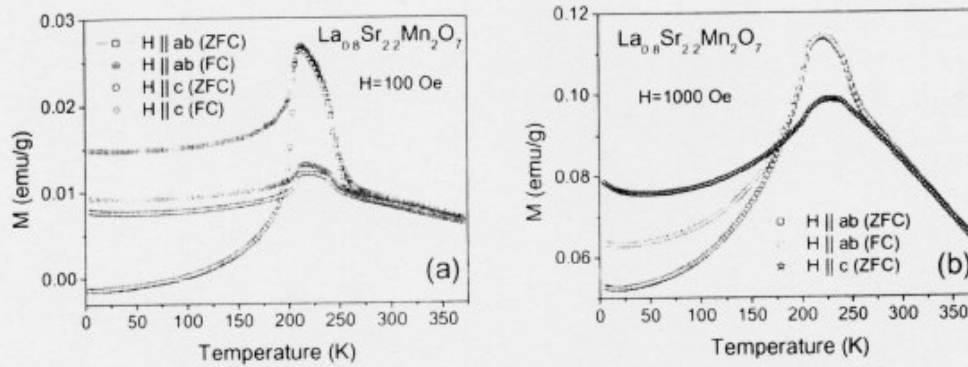 0.03
0.02
0.01
0.00
M (emu/g)
H || ab (ZFC)
H || ab (FC)
H || c (ZFC)
H || c (FC)
La0.8Sr2.2Mn2O7
H=100 Oe
(a)
0 50 100 150 200 250 300 350
Temperature (K)
0.12
0.10
0.08
0.06
M (emu/g)
La0.8Sr2.2Mn2O7
H=1000 Oe
H || ab (ZFC)
H || ab (FC)
H || c (ZFC)
(b)
0 50 100 150 200 250 300 350
Temperature (K)